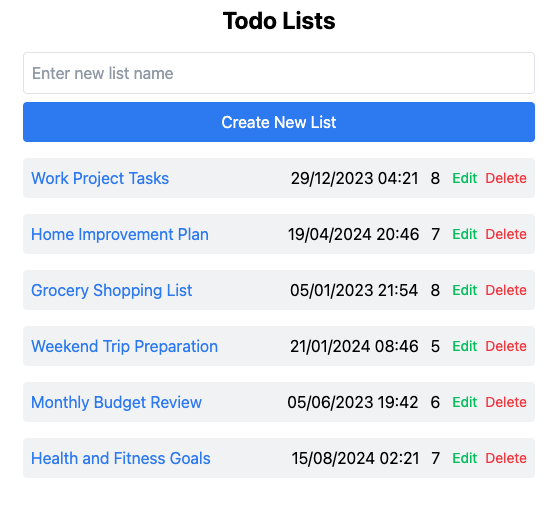 Todo Lists
Enter new list name
Create New List
Work Project Tasks 29/12/2023 04:21 8 Edit Delete
Home Improvement Plan 19/04/2024 20:46 7 Edit Delete
Grocery Shopping List 05/01/2023 21:54 8 Edit Delete
Weekend Trip Preparation 21/01/2024 08:46 5 Edit Delete
Monthly Budget Review 05/06/2023 19:42 6 Edit Delete
Health and Fitness Goals 15/08/2024 02:21 7 Edit Delete